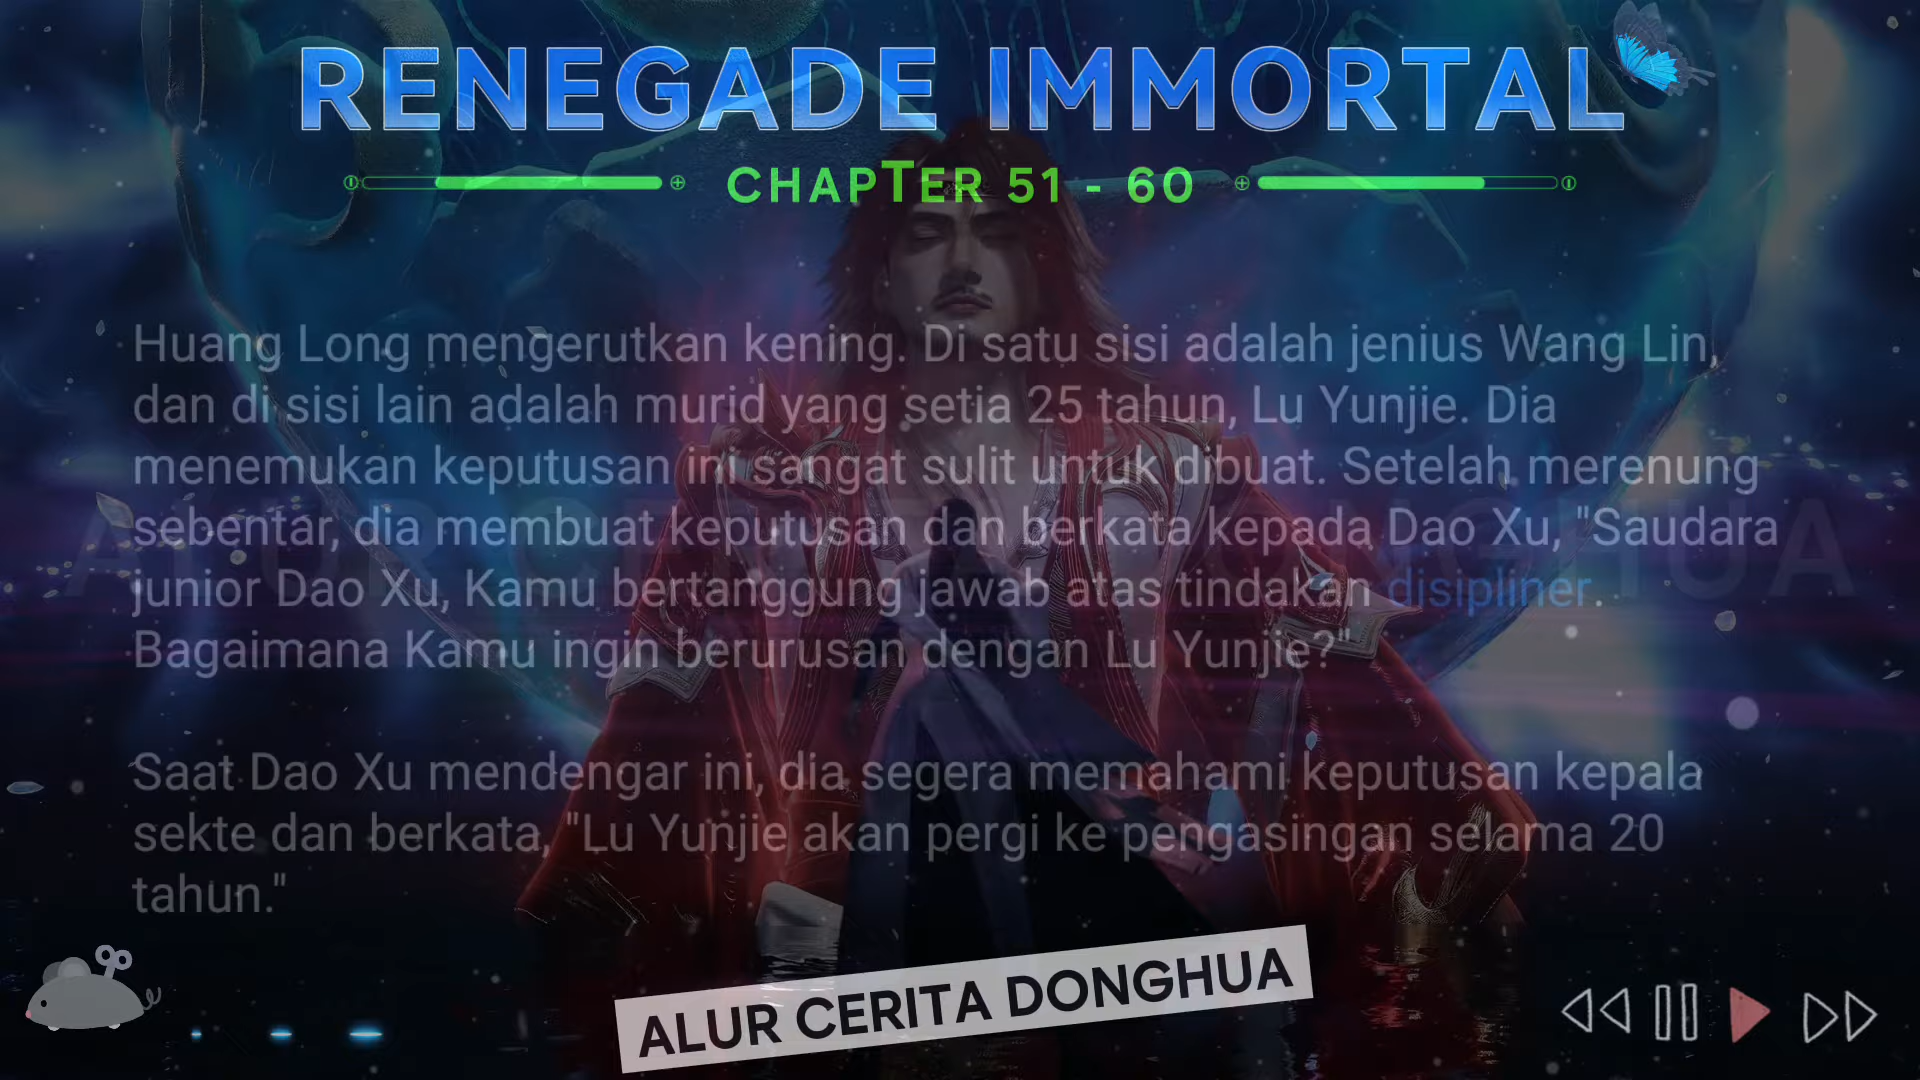 RENEGADE IMMORTAL
CHAPTER 51 - 60
Huang Long mengerutkan kening. Di satu sisi adalah jenius Wang Lin,
dan di sisi lain adalah murid yang setia 25 tahun, Lu Yunjie. Dia
menemukan keputusan ini sangat sulit untuk dibuat. Setelah merenung
sebentar, dia membuat keputusan dan berkata kepada Dao Xu, "Saudara
junior Dao Xu, Kamu bertanggung jawab atas tindakan disipliner.
Bagaimana Kamu ingin berurusan dengan Lu Yunjie?"
Saat Dao Xu mendengar ini, dia segera memahami keputusan kepala
sekte dan berkata, "Lu Yunjie akan pergi ke pengasingan selama 20
tahun."
ALUR CERITA DONGHUA
ALUR CERITA DONGHUA